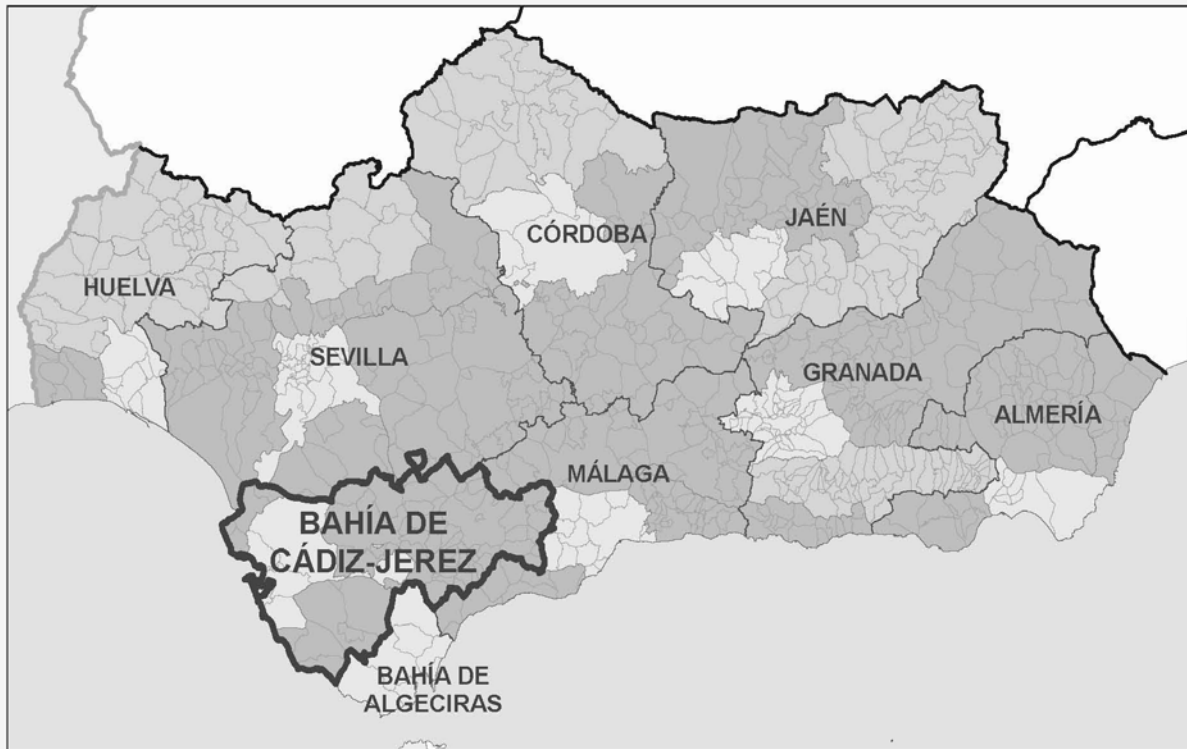 CÓRDOBA
JAÉN
HUELVA
SEVILLA
GRANADA
ALMERÍA
MÁLAGA
BAHÍA DE
CÁDIZ-JEREZ
BAHÍA DE
ALGECIRAS